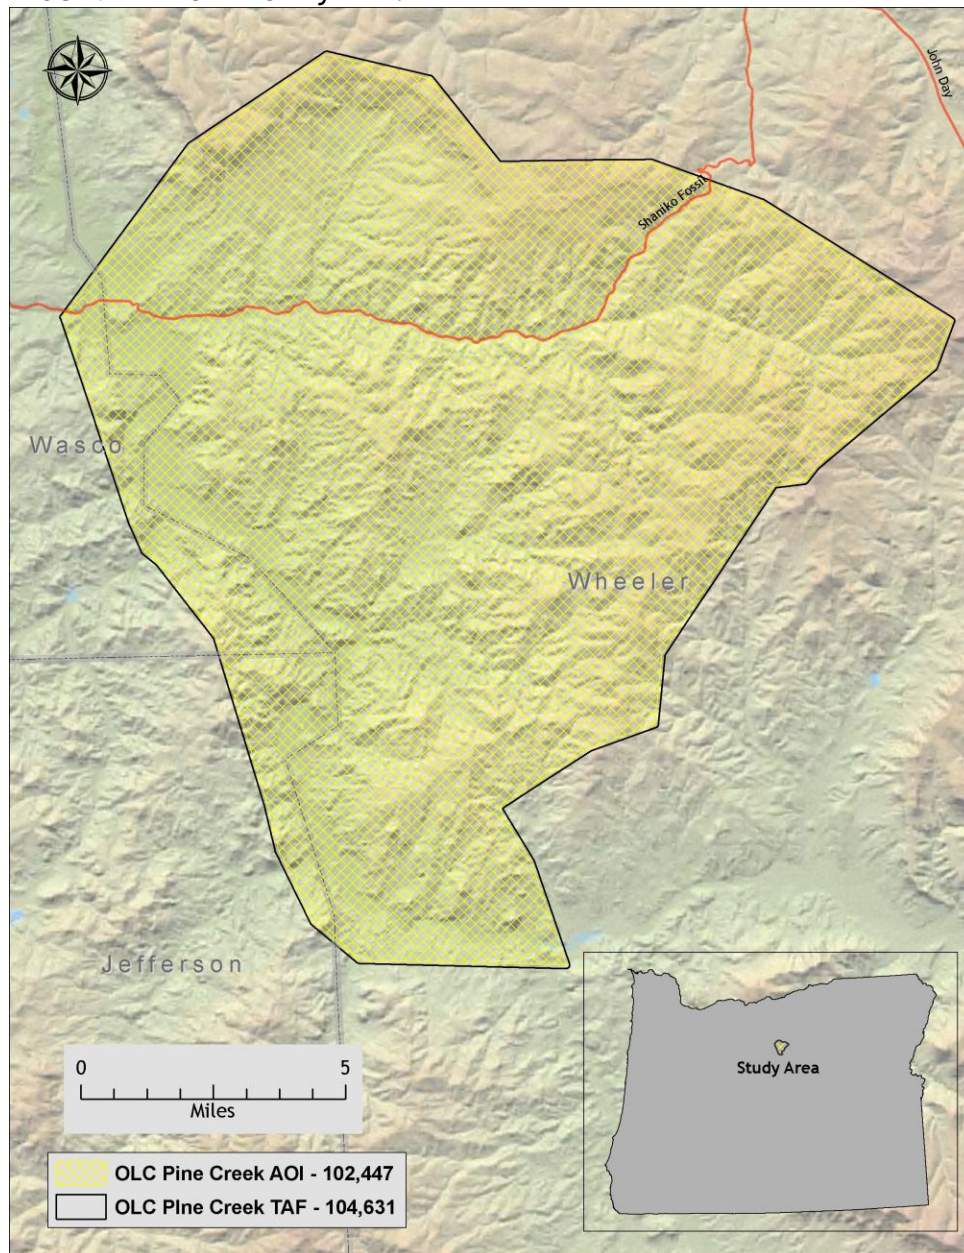 John Day
Shaniko Fossil
Wasco
Wheeler
Jefferson
0 5
Miles
Study Area
OLC Pine Creek AOI - 102,447
OLC PIne Creek TAF - 104,631